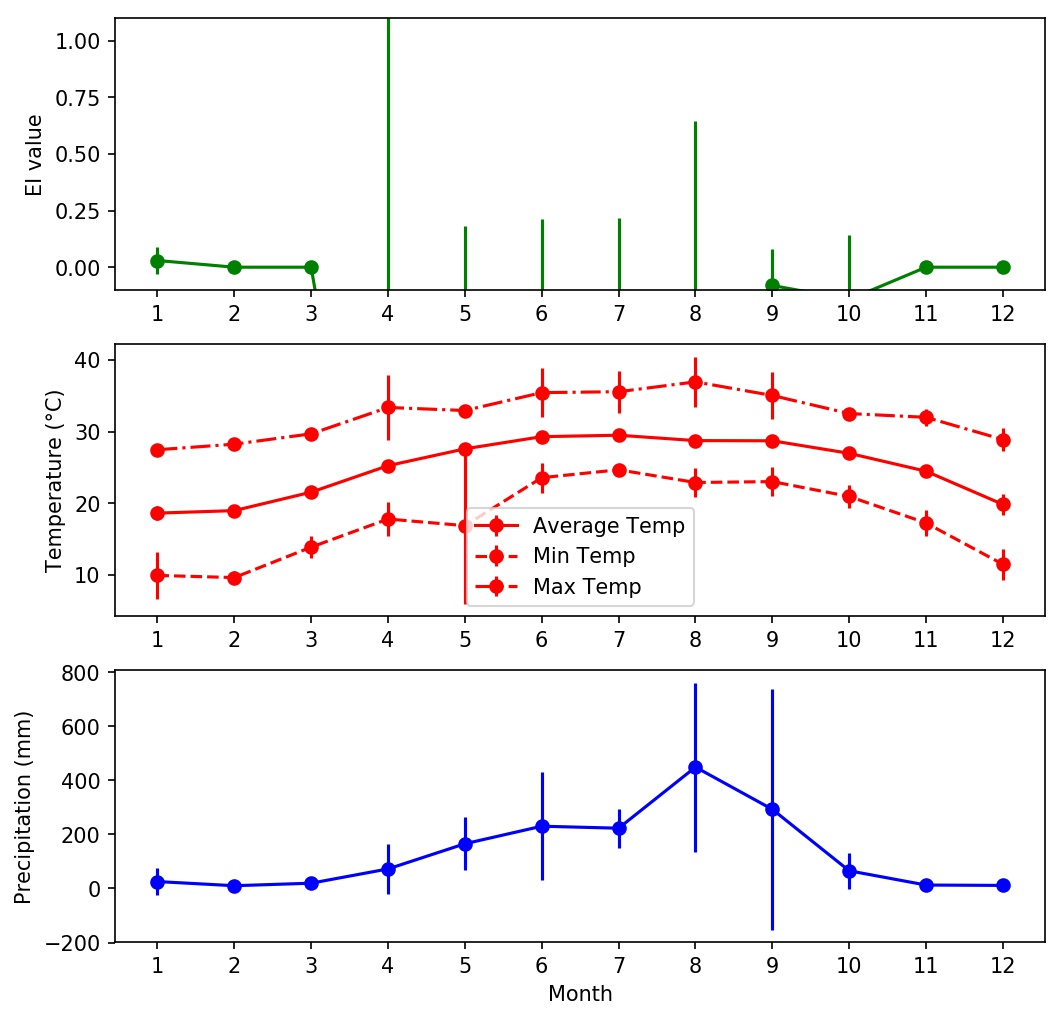 EI value
1.00
0.75
0.50
0.25
0.00
1 2 3 4 5 6 7 8 9 10 11 12
Temperature (°C)
40
30
20
10
Average Temp
Min Temp
Max Temp
1 2 3 4 5 6 7 8 9 10 11 12
Precipitation (mm)
800
600
400
200
0
−200
1 2 3 4 5 6 7 8 9 10 11 12
Month